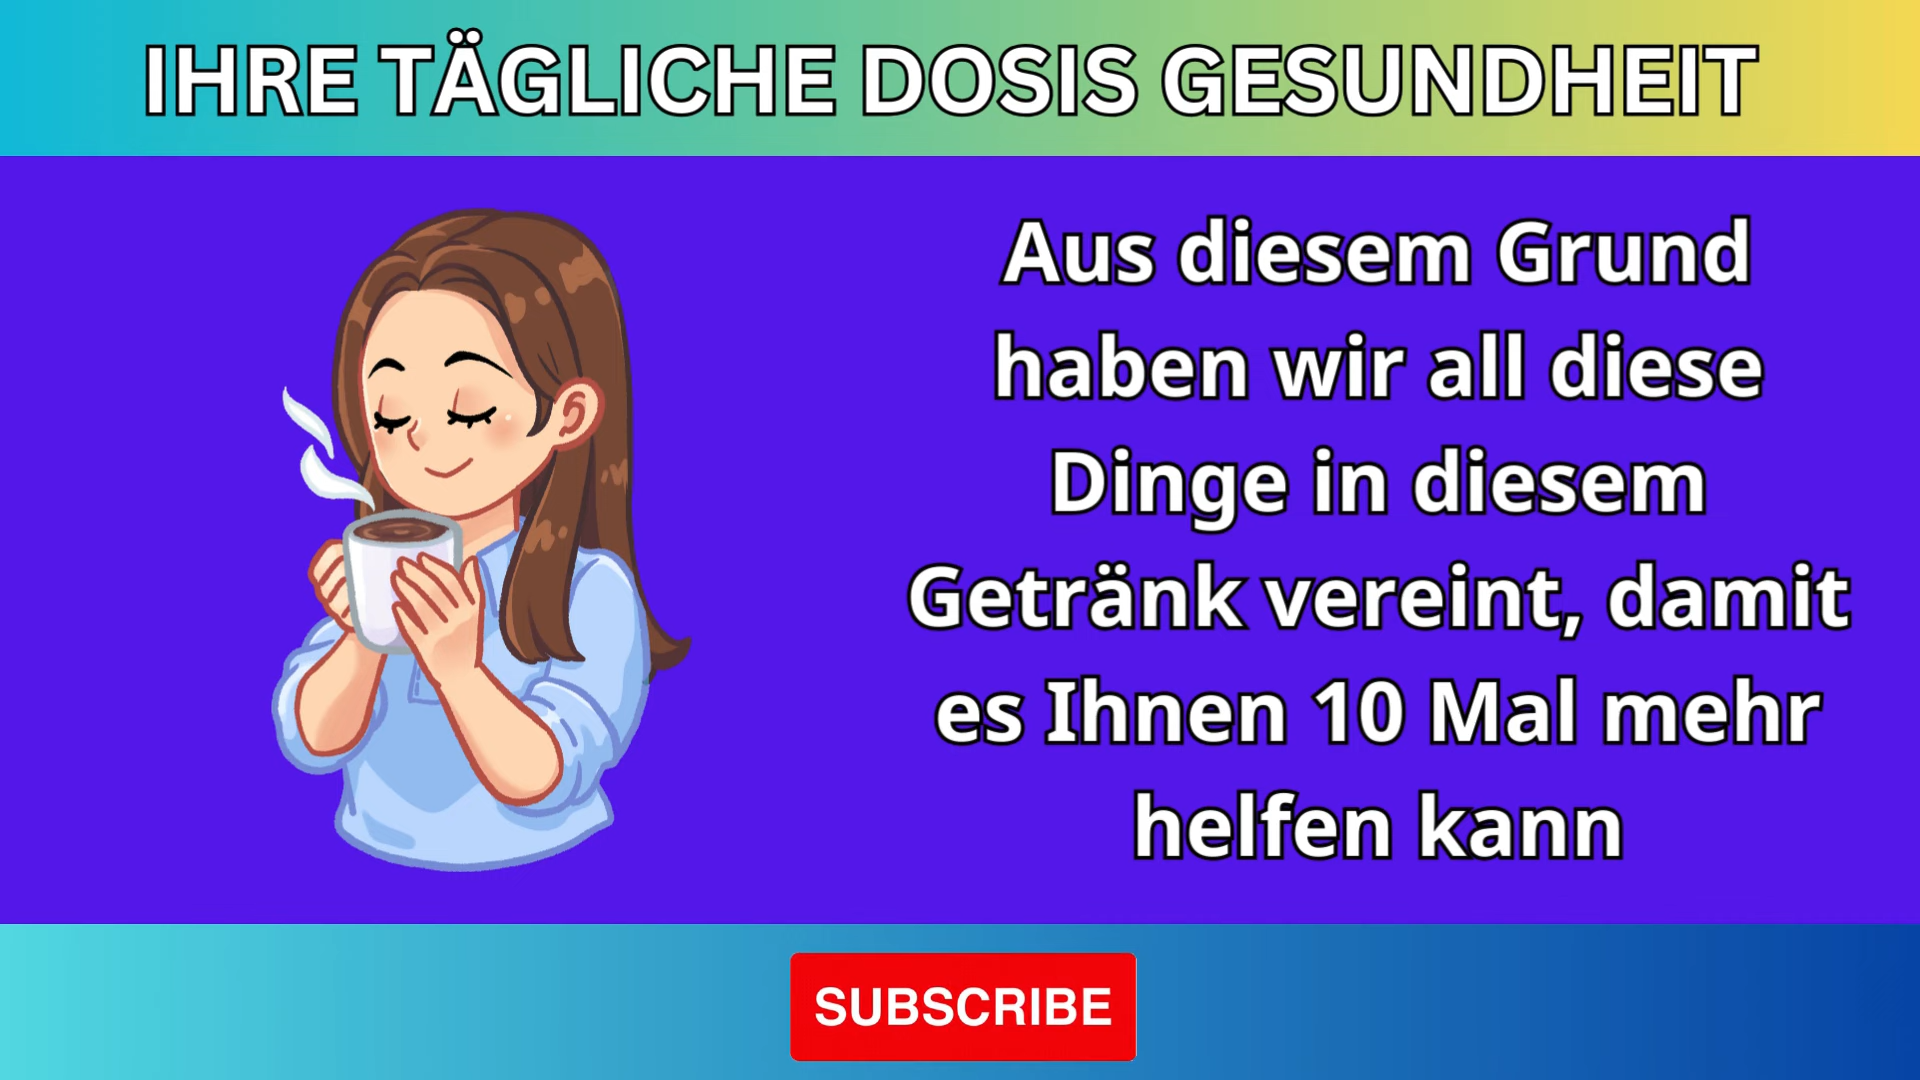 IHRE TÄGLICHE DOSIS GESUNDHEIT
Aus diesem Grund
haben wir all diese
Dinge in diesem
Getränk vereint, damit
es Ihnen 10 Mal mehr
helfen kann
SUBSCRIBE